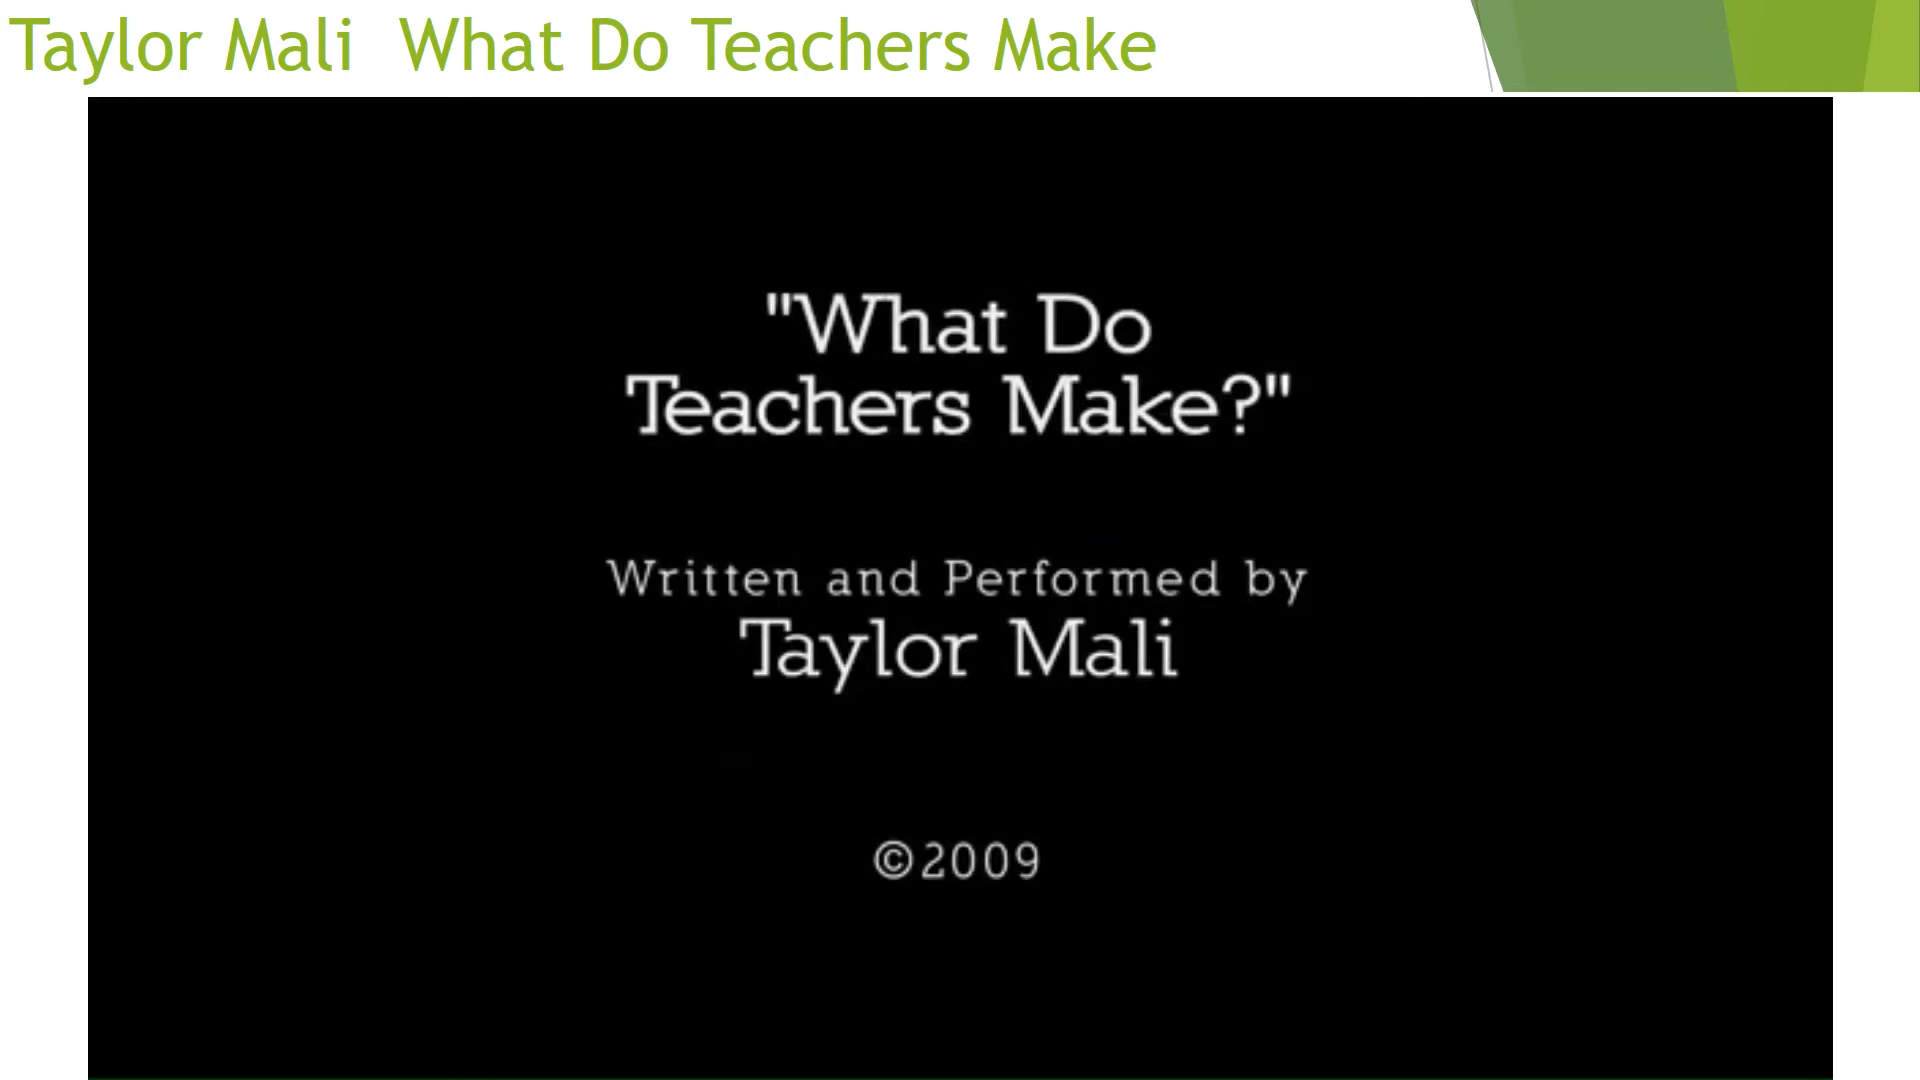 Taylor Mali  What Do Teachers Make
"What Do
Teachers Make?"
Written and Performed by
Taylor Mali
©2009